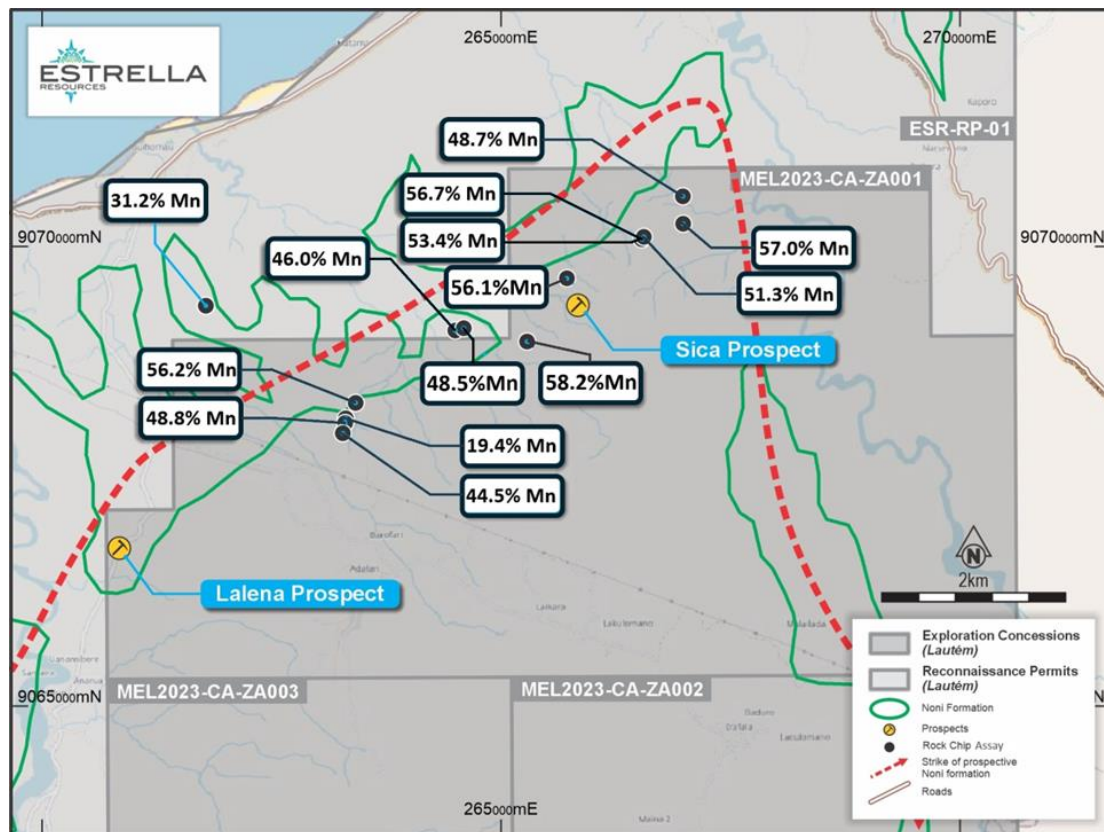 ESTRELLA
RESOURCES
265000mE
270000mE
ESR-RP-01
48.7% Mn
MEL2023-CA-ZA001
31.2% Mn
56.7% Mn
9070000mN
53.4% Mn
57.0% Mn
9070000mN
46.0% Mn
56.1%Mn
51.3% Mn
Sica Prospect
56.2% Mn
48.5%Mn
58.2%Mn
48.8% Mn
19.4% Mn
44.5% Mn
Barofari
N
2km
Lalena Prospect
Laikara
Lakulomano
Malailada
Exploration Concessions
(Lautém)
Reconnaissance Permits
(Lautém)
Noni Formation
Prospects
Rock Chip Assay
Strike of prospective
Noni formation
Roads
MEL2023-CA-ZA003
MEL2023-CA-ZA002
9065000mN
265000mE